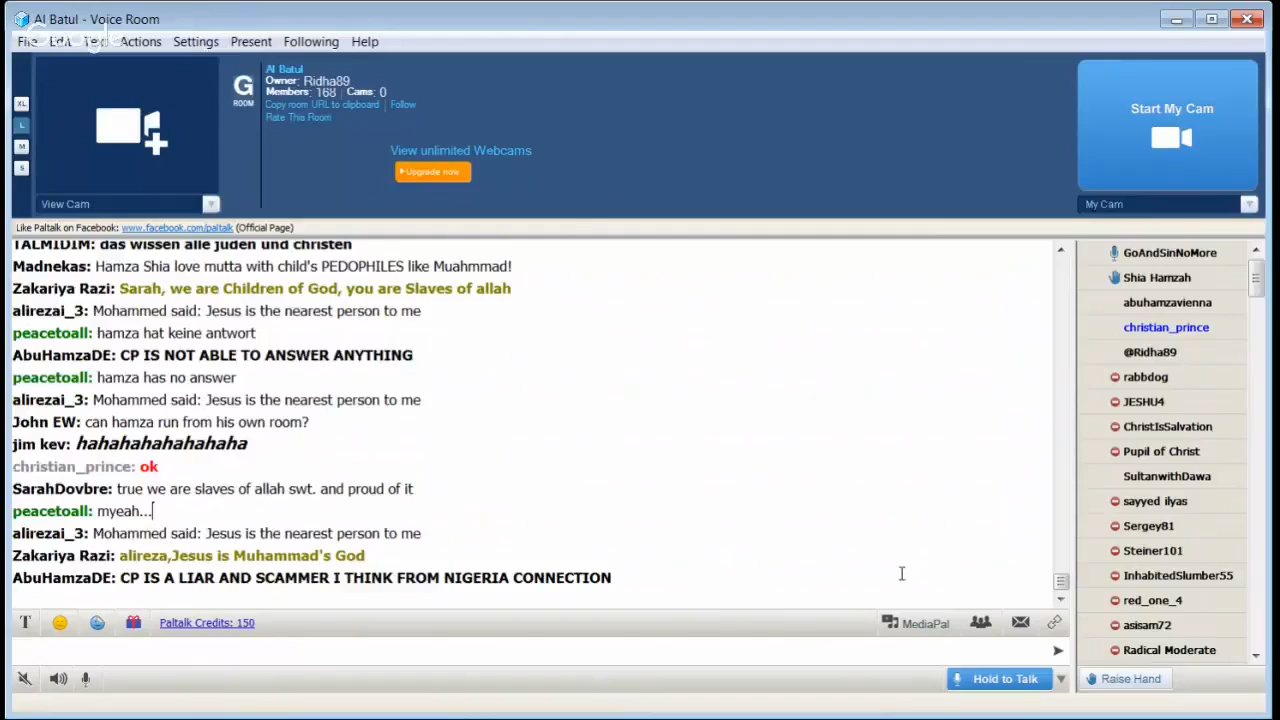 Al Batul - Voice Room
Google
File Edit Text Actions Settings Present Following Help
XL
L
M
S
View Cam
G
ROOM
Al Batul
Owner: Ridha89
Members: 168 | Cams: 0
Copy room URL to clipboard | Follow
Rate This Room
View unlimited Webcams
Upgrade now
Start My Cam
My Cam
Like Paltalk on Facebook: www.facebook.com/paltalk (Official Page)
TALMIDIM: das wissen alle juden und christen
Madnekas: Hamza Shia love mutta with child's PEDOPHILES like Muahmmad!
Zakariya Razi: Sarah, we are Children of God, you are Slaves of allah
alirezai_3: Mohammed said: Jesus is the nearest person to me
peacetoall: hamza hat keine antwort
AbuHamzaDE: CP IS NOT ABLE TO ANSWER ANYTHING
peacetoall: hamza has no answer
alirezai_3: Mohammed said: Jesus is the nearest person to me
John EW: can hamza run from his own room?
jim kev: hahahahahahahaha
christian_prince: ok
SarahDovbre: true we are slaves of allah swt. and proud of it
peacetoall: myeah...
alirezai_3: Mohammed said: Jesus is the nearest person to me
Zakariya Razi: alireza,Jesus is Muhammad's God
AbuHamzaDE: CP IS A LIAR AND SCAMMER I THINK FROM NIGERIA CONNECTION
GoAndSinNoMore
Shia Hamzah
abuhamzavienna
christian_prince
@Ridha89
rabbdog
JESHU4
ChristIsSalvation
Pupil of Christ
SultanwithDawa
sayyed ilyas
Sergey81
Steiner101
InhabitedSlumber55
red_one_4
asisam72
Radical Moderate
T
Paltalk Credits: 150
MediaPal
Hold to Talk
Raise Hand